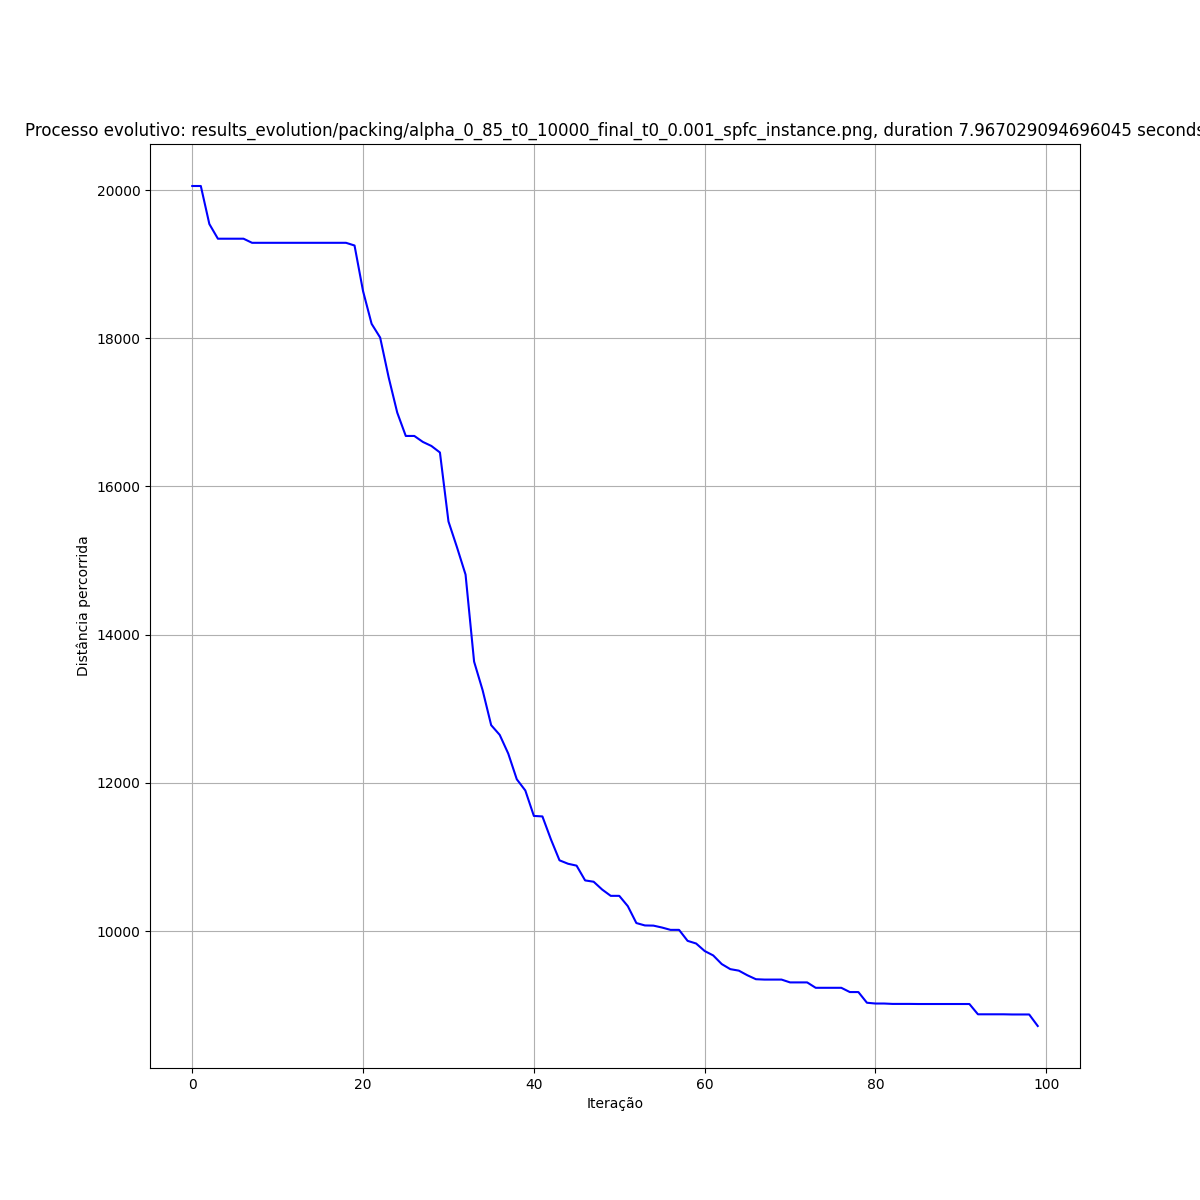 Processo evolutivo: results_evolution/packing/alpha_0_85_t0_10000_final_t0_0.001_spfc_instance.png, duration 7.967029094696045 seconds
20000
18000
16000
14000
12000
10000
Distância percorrida
0 20 40 60 80 100
Iteração